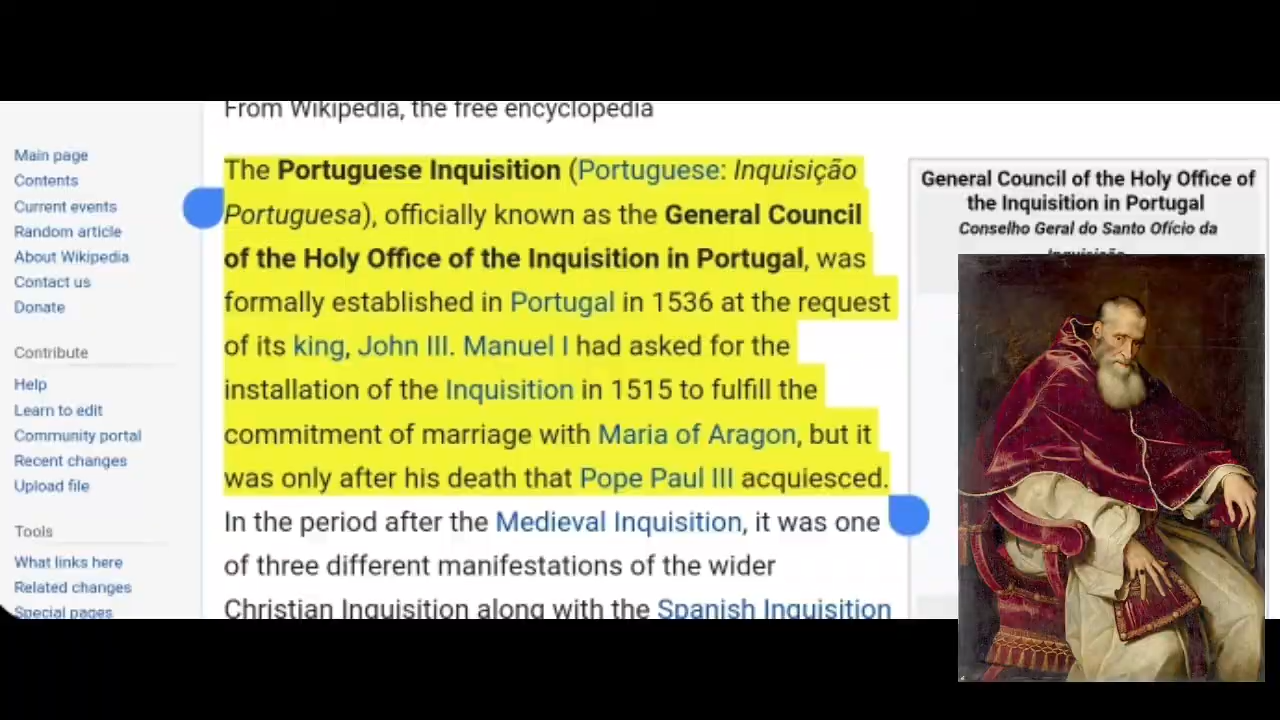 From Wikipedia, the free encyclopedia
Main page
Contents
Current events
Random article
About Wikipedia
Contact us
Donate
Contribute
Help
Learn to edit
Community portal
Recent changes
Upload file
Tools
What links here
Related changes
Special pages
The Portuguese Inquisition (Portuguese: Inquisição
Portuguesa), officially known as the General Council
of the Holy Office of the Inquisition in Portugal, was
formally established in Portugal in 1536 at the request
of its king, John III. Manuel I had asked for the
installation of the Inquisition in 1515 to fulfill the
commitment of marriage with Maria of Aragon, but it
was only after his death that Pope Paul III acquiesced.
In the period after the Medieval Inquisition, it was one
of three different manifestations of the wider
Christian Inquisition along with the Spanish Inquisition
General Council of the Holy Office of
the Inquisition in Portugal
Conselho Geral do Santo Ofício da
Inquisição